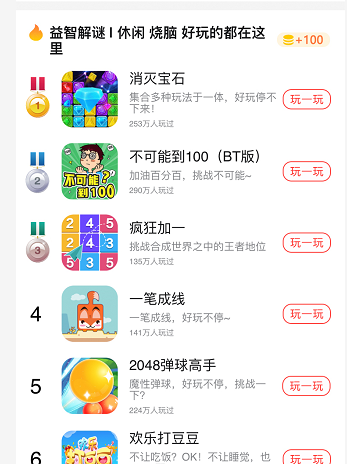 益智解谜 I 休闲 烧脑 好玩的都在这
里
+100
1
消灭宝石
集合多种玩法于一体，好玩停不
下来！
253万人玩过
玩一玩
2
不可能?
到100
不可能到100（BT版）
加油百分百，挑战不可能~
290万人玩过
玩一玩
3
2 4 5
2 4 5
5 3 5
疯狂加一
挑战合成世界之中的王者地位
135万人玩过
玩一玩
4
一笔成线
一笔成线，好玩不停~
141万人玩过
玩一玩
5
2048弹球高手
魔性弹球，好玩不停，挑战一
下？
224万人玩过
玩一玩
6
欢乐打豆豆
不让吃饭？OK！不让睡觉，也
玩一玩